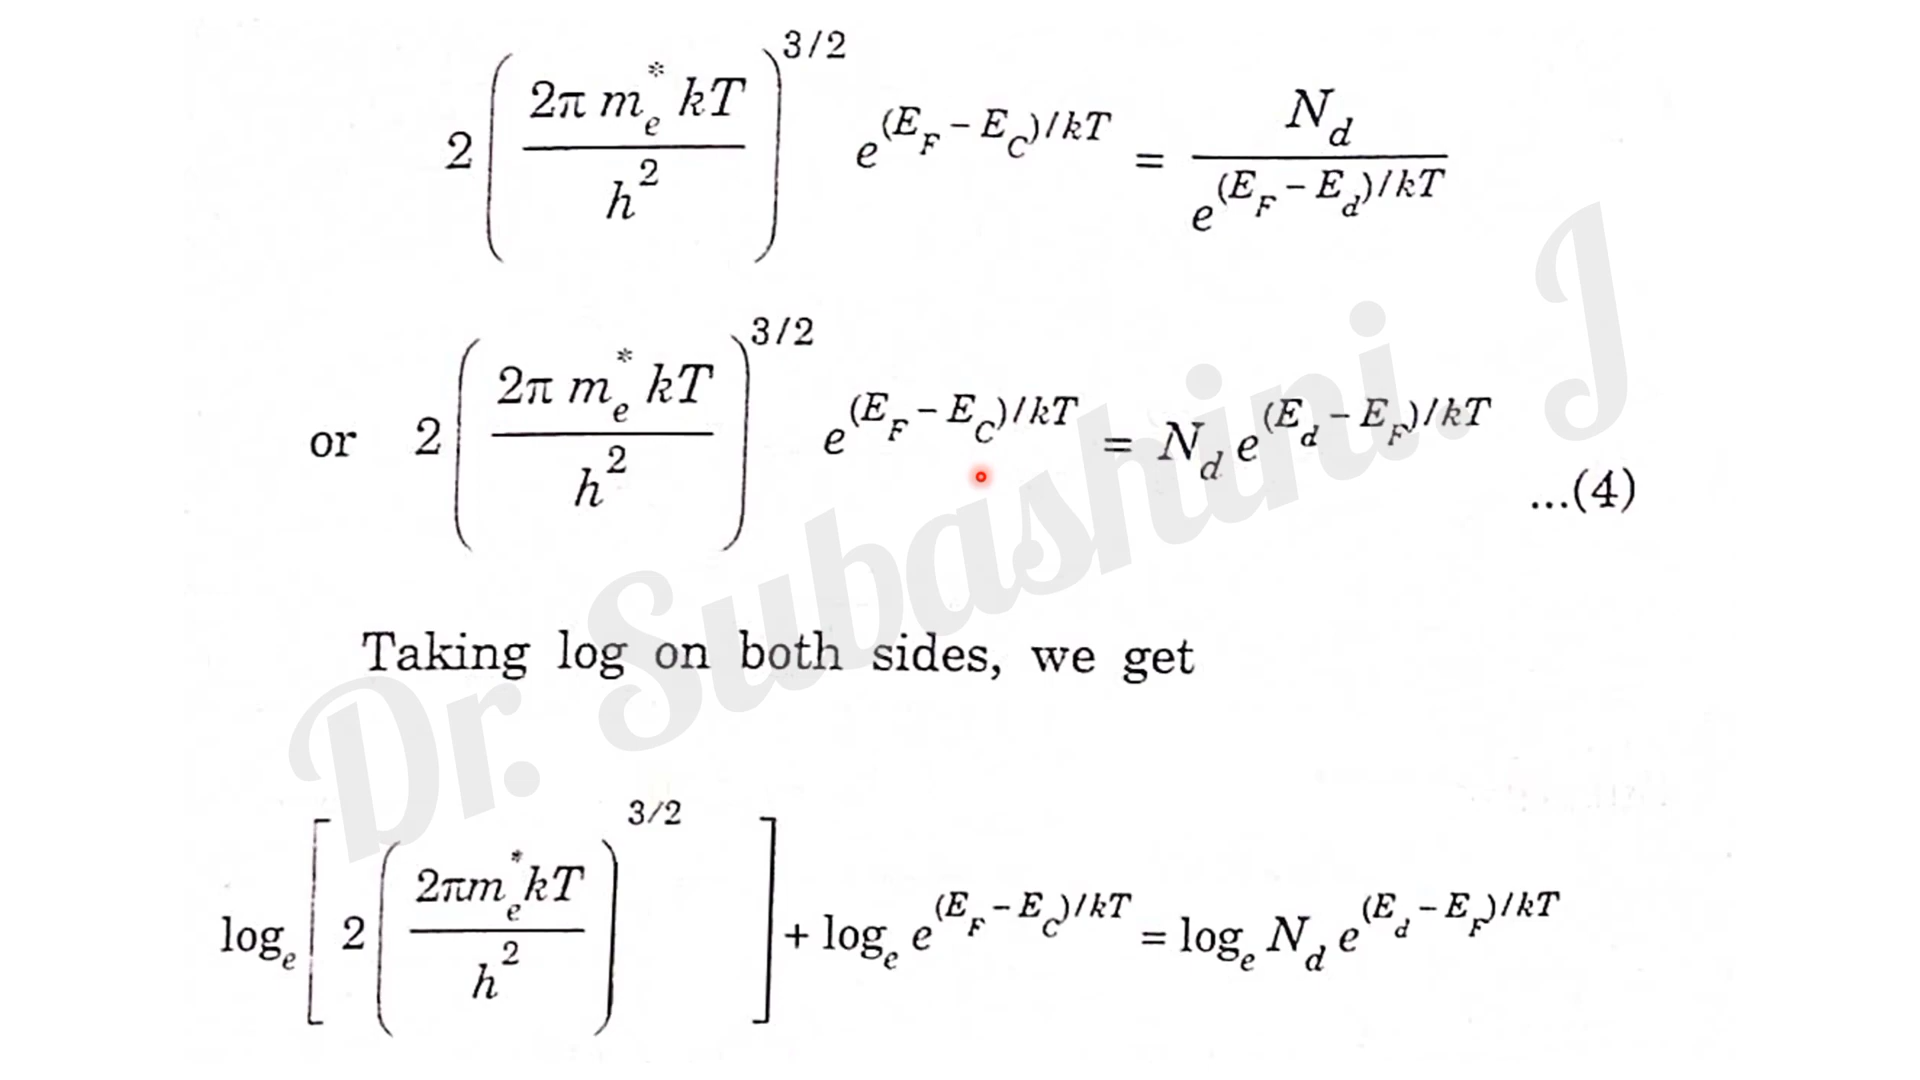 2 ( 2π m_e^* kT / h^2 )^{3/2} e^{(E_F − E_C)/kT} = N_d / e^{(E_F − E_d)/kT}
or 2 ( 2π m_e^* kT / h^2 )^{3/2} e^{(E_F − E_C)/kT} = N_d e^{(E_d − E_F)/kT}
...(4)
Taking log on both sides, we get
log_e [ 2 ( 2πm_e^* kT / h^2 )^{3/2} ] + log_e e^{(E_F − E_C)/kT} = log_e N_d e^{(E_d − E_F)/kT}
Dr. Subashini. J